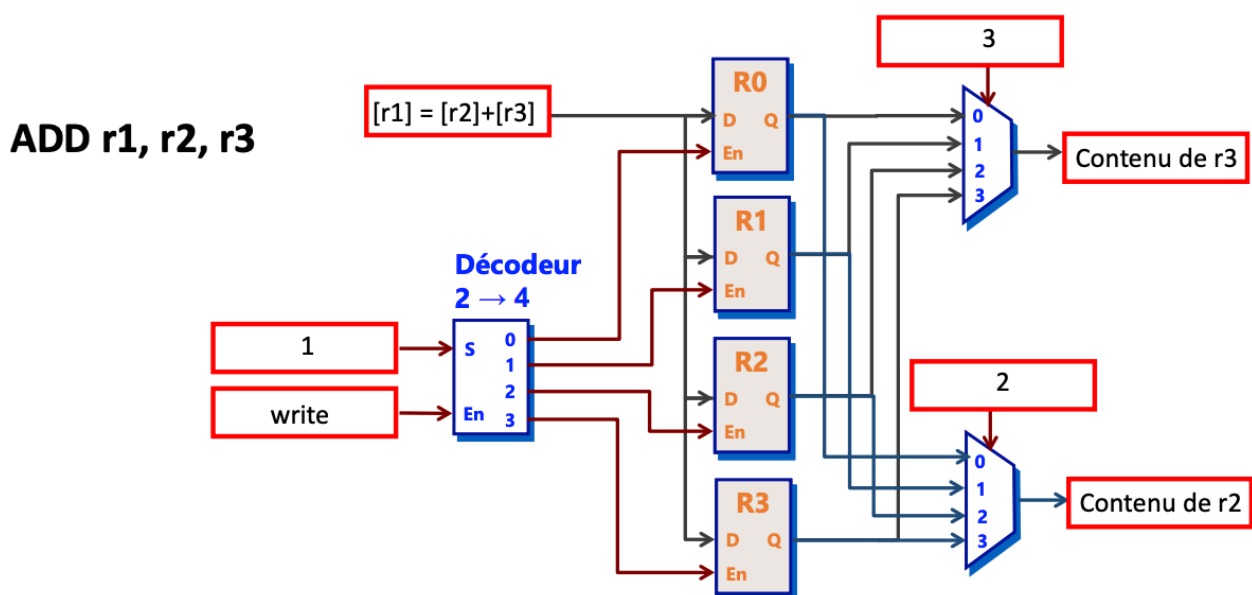 3
R0
[r1] = [r2]+[r3]
D Q
0
ADD r1, r2, r3
1
En
Contenu de r3
2
3
R1
D Q
Décodeur
En
2 → 4
0
1
S
1
R2
2
2
D Q
write
En
3
En
0
1
R3
Contenu de r2
2
D Q
3
En